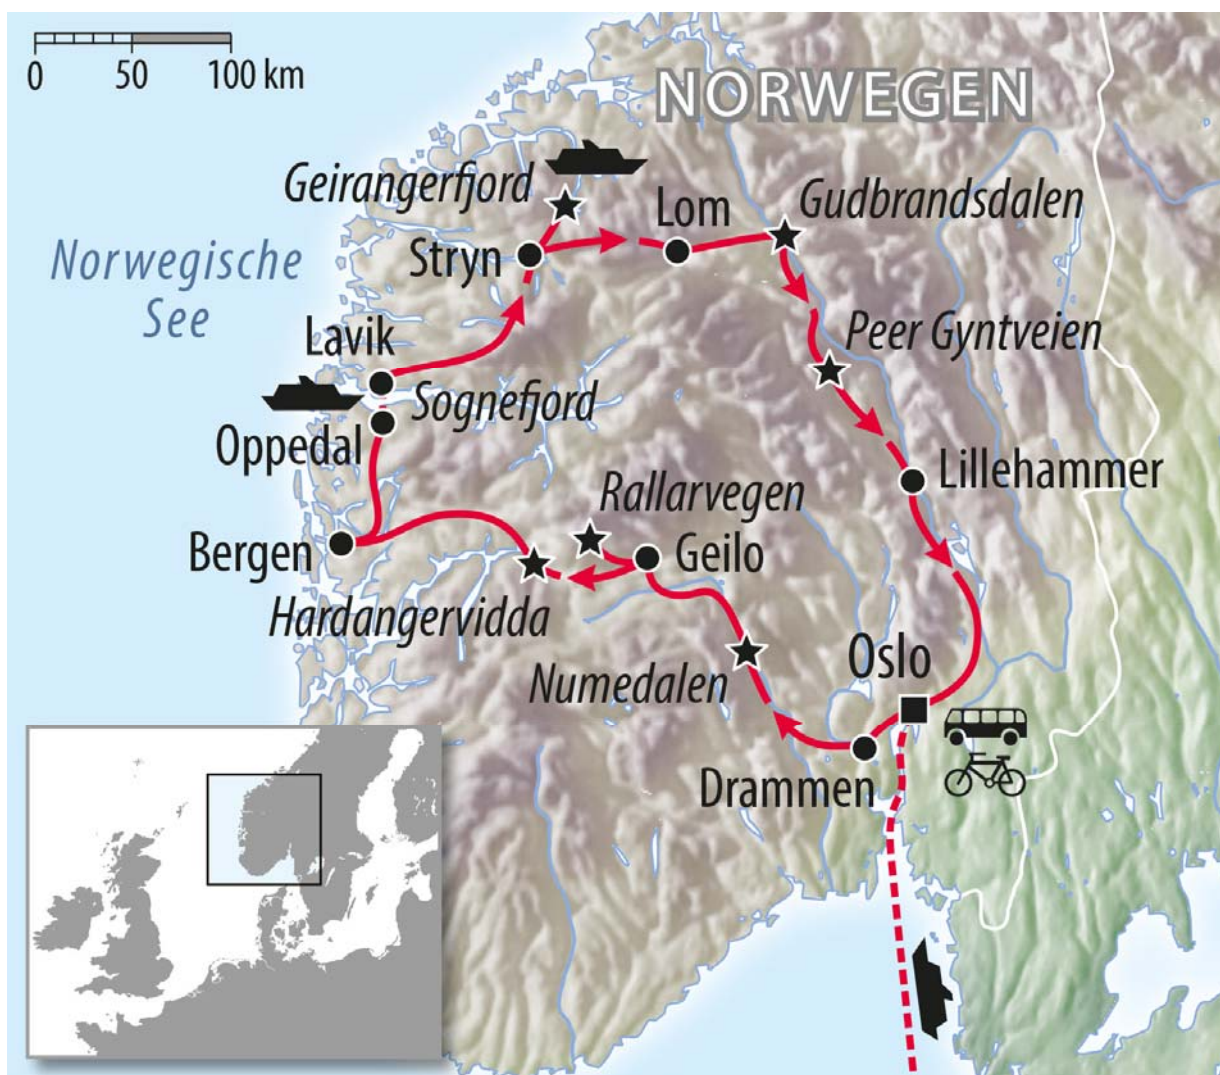 0 50 100 km
NORWEGEN
Geirangerfjord
Lom
Gudbrandsdalen
Stryn
Norwegische
See
Lavik
Peer Gyntveien
Sognefjord
Oppedal
Lillehammer
Rallarvegen
Bergen
Geilo
Hardangervidda
Oslo
Numedalen
Drammen